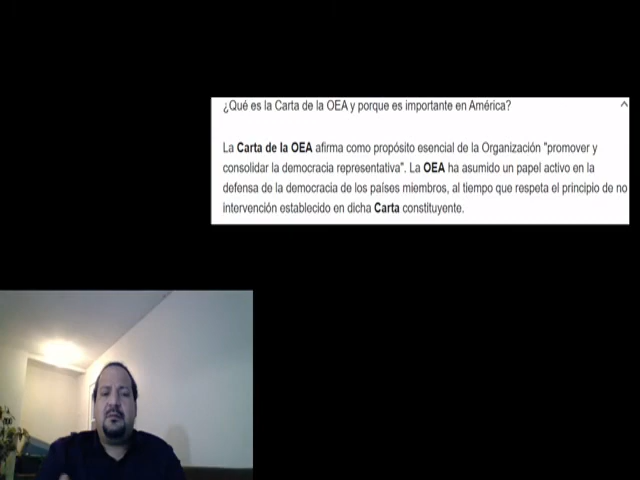 ¿Qué es la Carta de la OEA y porque es importante en América?
La Carta de la OEA afirma como propósito esencial de la Organización "promover y
consolidar la democracia representativa". La OEA ha asumido un papel activo en la
defensa de la democracia de los países miembros, al tiempo que respeta el principio de no
intervención establecido en dicha Carta constituyente.